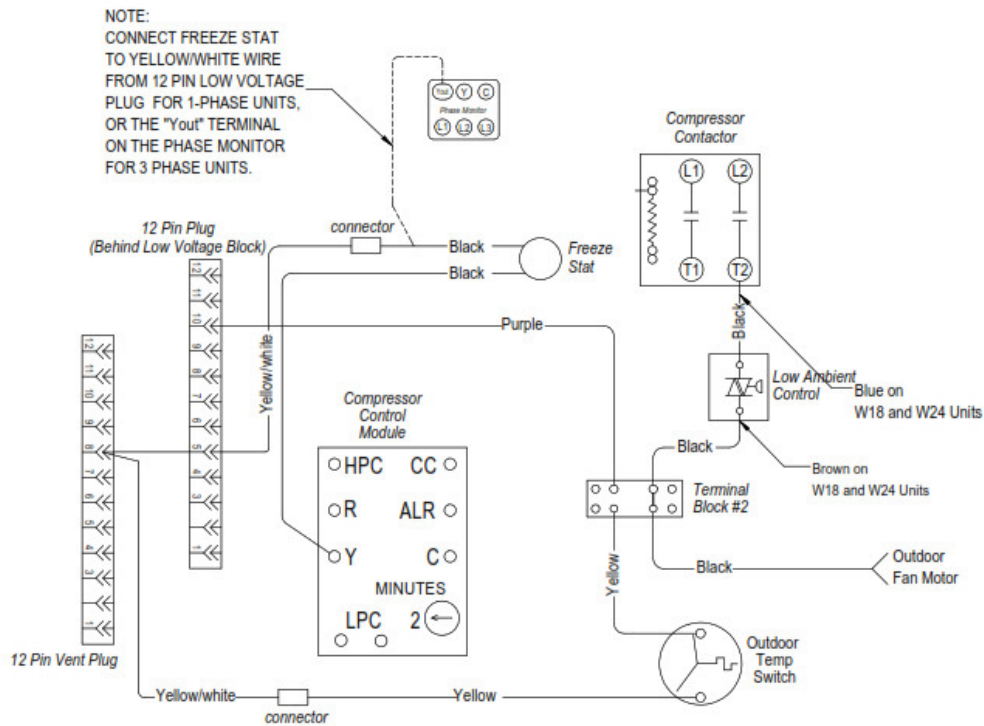 NOTE:
CONNECT FREEZE STAT
TO YELLOW/WHITE WIRE
FROM 12 PIN LOW VOLTAGE
PLUG FOR 1-PHASE UNITS,
OR THE "Yout" TERMINAL
ON THE PHASE MONITOR
FOR 3 PHASE UNITS.
Yout Y C
Phase Monitor
L1 L2 L3
Compressor
Contactor
L1 L2
T1 T2
12 Pin Plug
(Behind Low Voltage Block)
connector
Black
Black
Freeze
Stat
12
11
10
9
8
7
6
5
4
3
1
Purple
Yellow/white
Black
Low Ambient
Control
Blue on
W18 and W24 Units
Brown on
W18 and W24 Units
Black
12
11
10
9
8
7
6
5
4
3
1
12 Pin Vent Plug
Compressor
Control
Module
HPC CC
R ALR
Y C
MINUTES
LPC 2
Terminal
Block #2
Yellow
Black
Outdoor
Fan Motor
Outdoor
Temp
Switch
Yellow/white
connector
Yellow